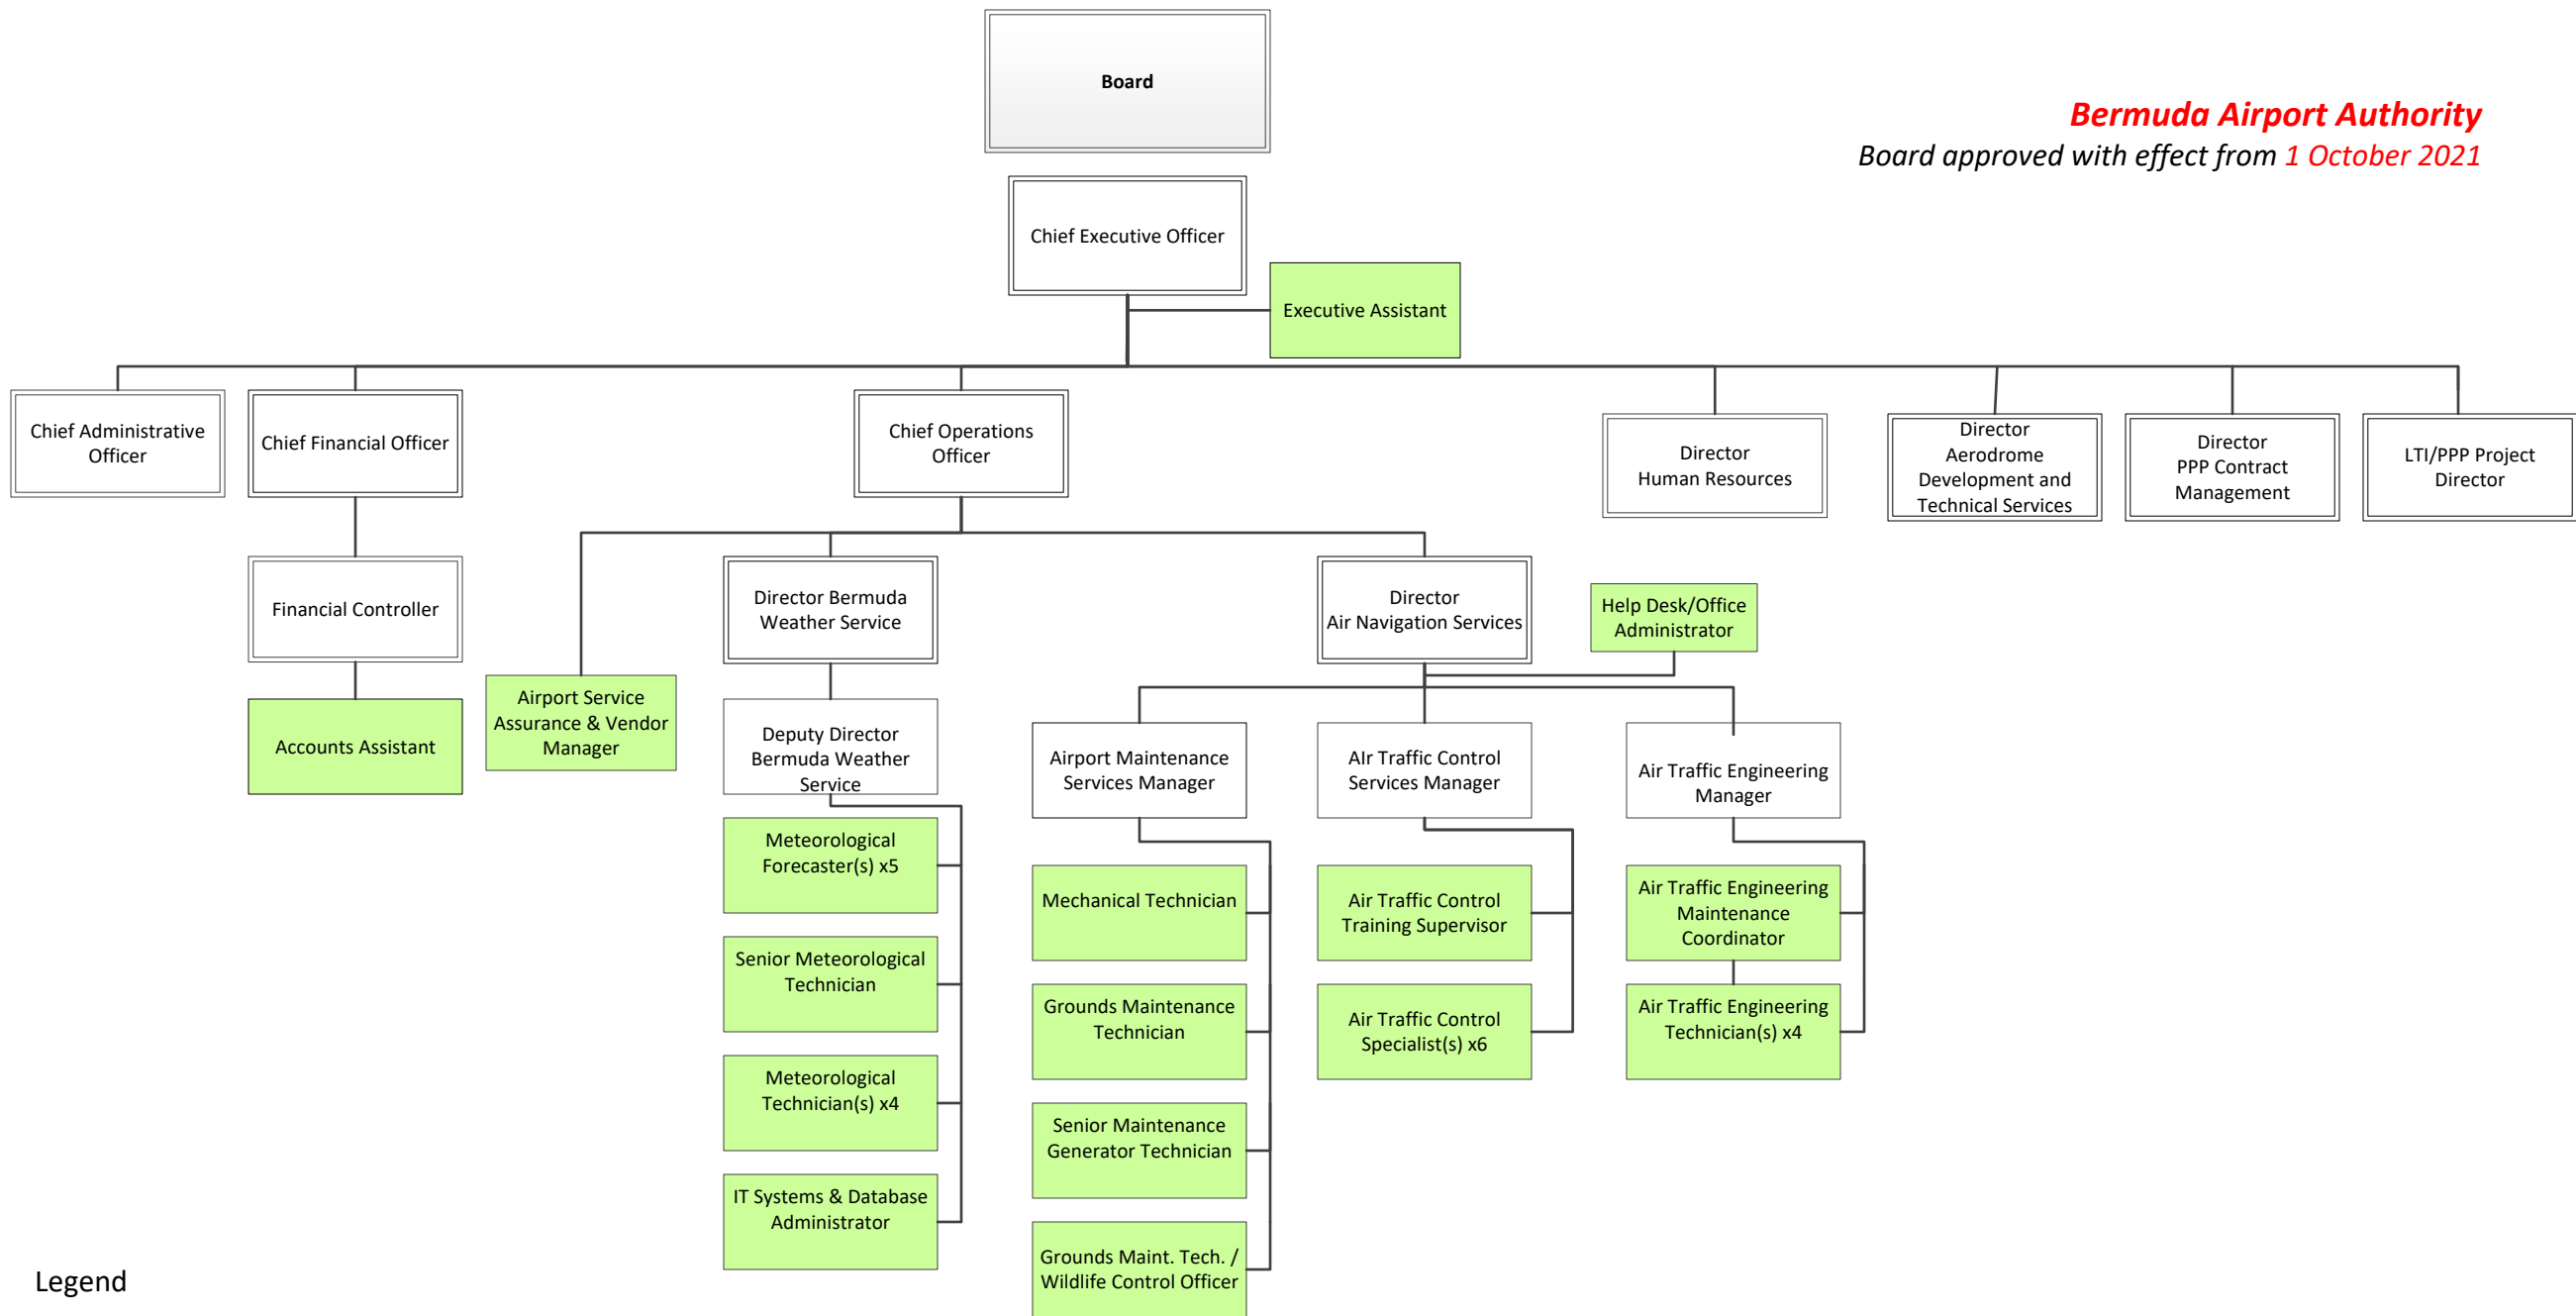 Board
Bermuda Airport Authority
Board approved with effect from 1 October 2021
Chief Executive Officer
Executive Assistant
Chief Administrative
Officer
Chief Financial Officer
Chief Operations
Officer
Director
Human Resources
Director
Aerodrome
Development and
Technical Services
Director
PPP Contract
Management
LTI/PPP Project
Director
Financial Controller
Director Bermuda
Weather Service
Director
Air Navigation Services
Help Desk/Office
Administrator
Accounts Assistant
Airport Service
Assurance & Vendor
Manager
Deputy Director
Bermuda Weather
Service
Airport Maintenance
Services Manager
AIr Traffic Control
Services Manager
Air Traffic Engineering
Manager
Meteorological
Forecaster(s) x5
Senior Meteorological
Technician
Meteorological
Technician(s) x4
IT Systems & Database
Administrator
Mechanical Technician
Grounds Maintenance
Technician
Senior Maintenance
Generator Technician
Grounds Maint. Tech. /
Wildlife Control Officer
Air Traffic Control
Training Supervisor
Air Traffic Control
Specialist(s) x6
Air Traffic Engineering
Maintenance
Coordinator
Air Traffic Engineering
Technician(s) x4
Legend